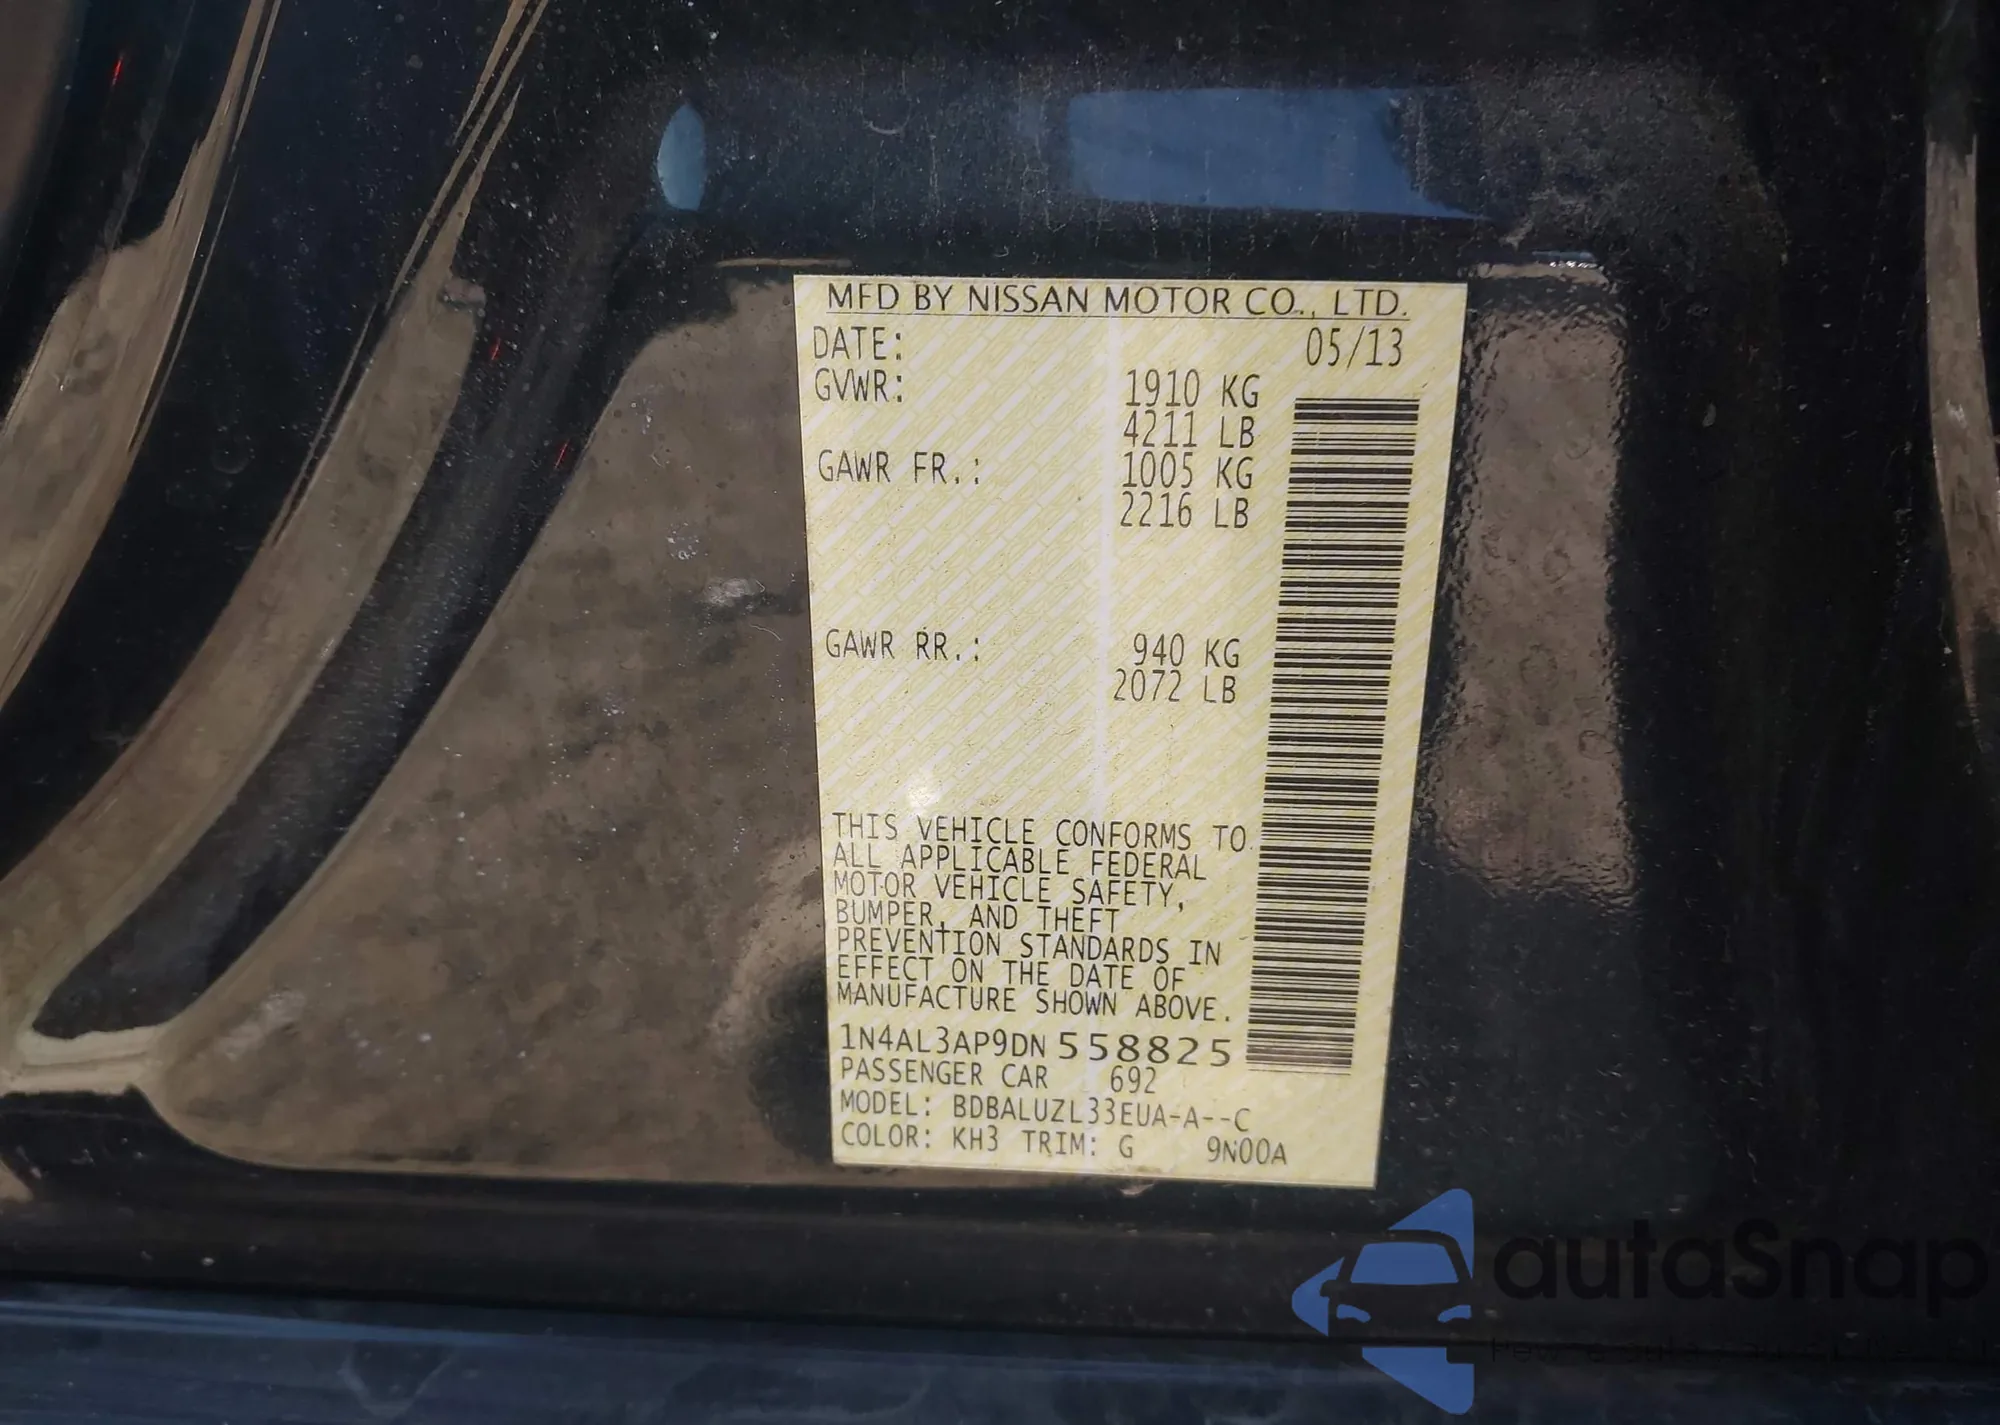 MFD BY NISSAN MOTOR CO., LTD.
DATE: 05/13
GVWR: 1910 KG
4211 LB
GAWR FR.: 1005 KG
2216 LB
GAWR RR.: 940 KG
2072 LB
THIS VEHICLE CONFORMS TO
ALL APPLICABLE FEDERAL
MOTOR VEHICLE SAFETY,
BUMPER, AND THEFT
PREVENTION STANDARDS IN
EFFECT ON THE DATE OF
MANUFACTURE SHOWN ABOVE.
1N4AL3AP9DN 558825
PASSENGER CAR 692
MODEL: BDBALUZL33EUA-A--C
COLOR: KH3 TRIM: G 9N00A
autaSnap